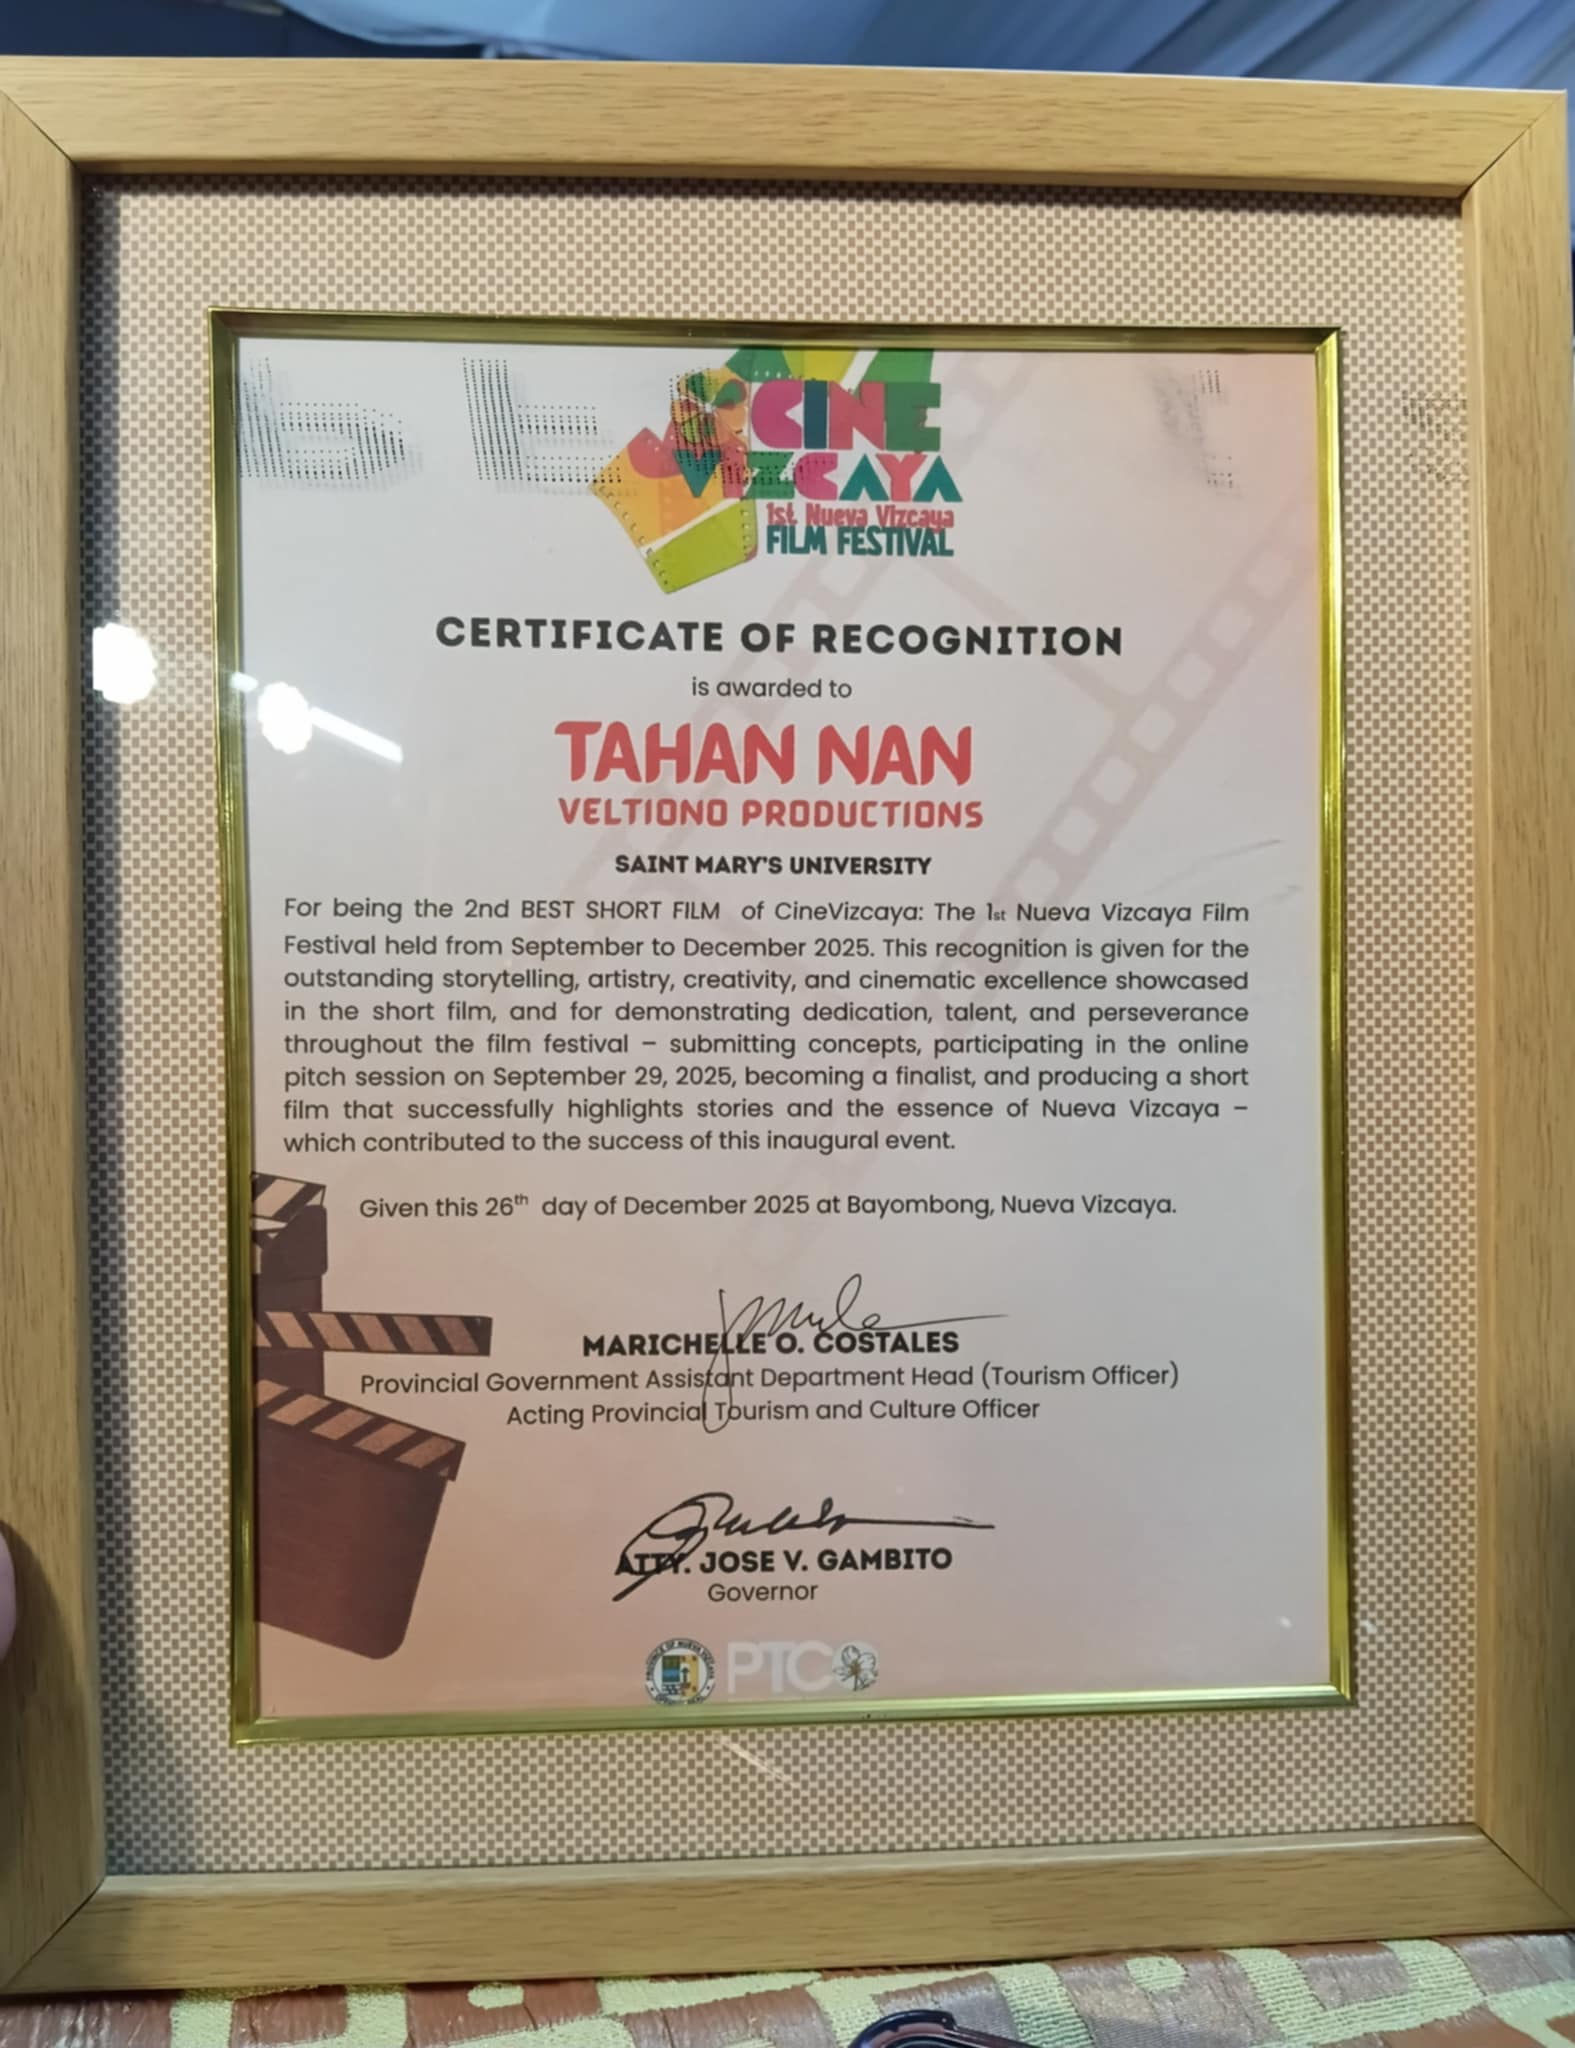 CINE
VIZCAYA
1st Nueva Vizcaya
FILM FESTIVAL
CERTIFICATE OF RECOGNITION
is awarded to
TAHAN NAN
VELTIONO PRODUCTIONS
SAINT MARY'S UNIVERSITY
For being the 2nd BEST SHORT FILM of CineVizcaya: The 1st Nueva Vizcaya Film
Festival held from September to December 2025. This recognition is given for the
outstanding storytelling, artistry, creativity, and cinematic excellence showcased
in the short film, and for demonstrating dedication, talent, and perseverance
throughout the film festival – submitting concepts, participating in the online
pitch session on September 29, 2025, becoming a finalist, and producing a short
film that successfully highlights stories and the essence of Nueva Vizcaya –
which contributed to the success of this inaugural event.
Given this 26th day of December 2025 at Bayombong, Nueva Vizcaya.
MARICHELLE O. COSTALES
Provincial Government Assistant Department Head (Tourism Officer)
Acting Provincial Tourism and Culture Officer
ATTY. JOSE V. GAMBITO
Governor
PTCO